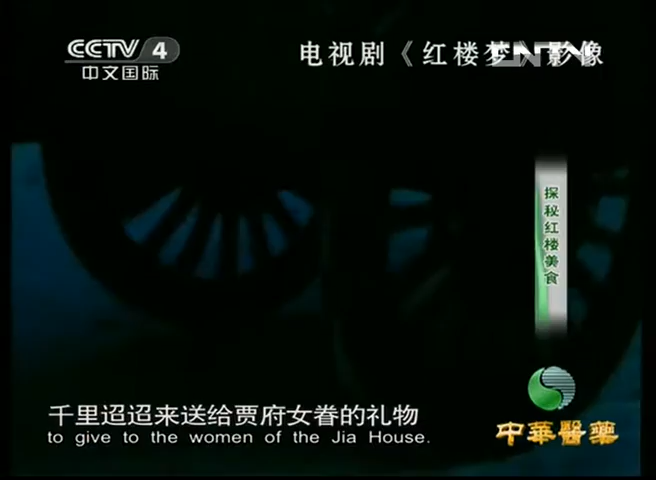 CCTV 4
中文国际
电视剧《红楼梦》影像
CNTV
探秘红楼美食
千里迢迢来送给贾府女眷的礼物
to give to the women of the Jia House.
中華醫藥